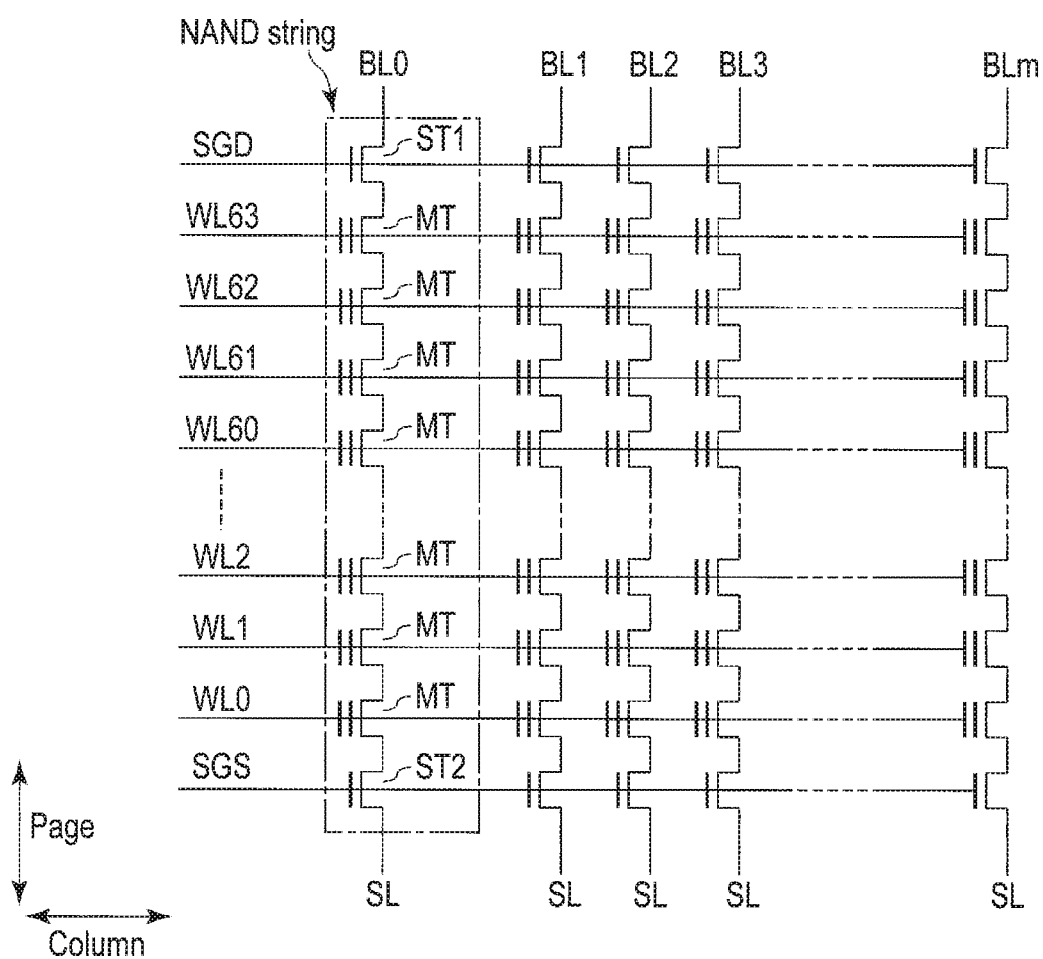 NAND string
BL0 BL1 BL2 BL3 BLm
SGD ST1
WL63 MT
WL62 MT
WL61 MT
WL60 MT
WL2 MT
WL1 MT
WL0 MT
SGS ST2
Page
SL SL SL SL SL
Column